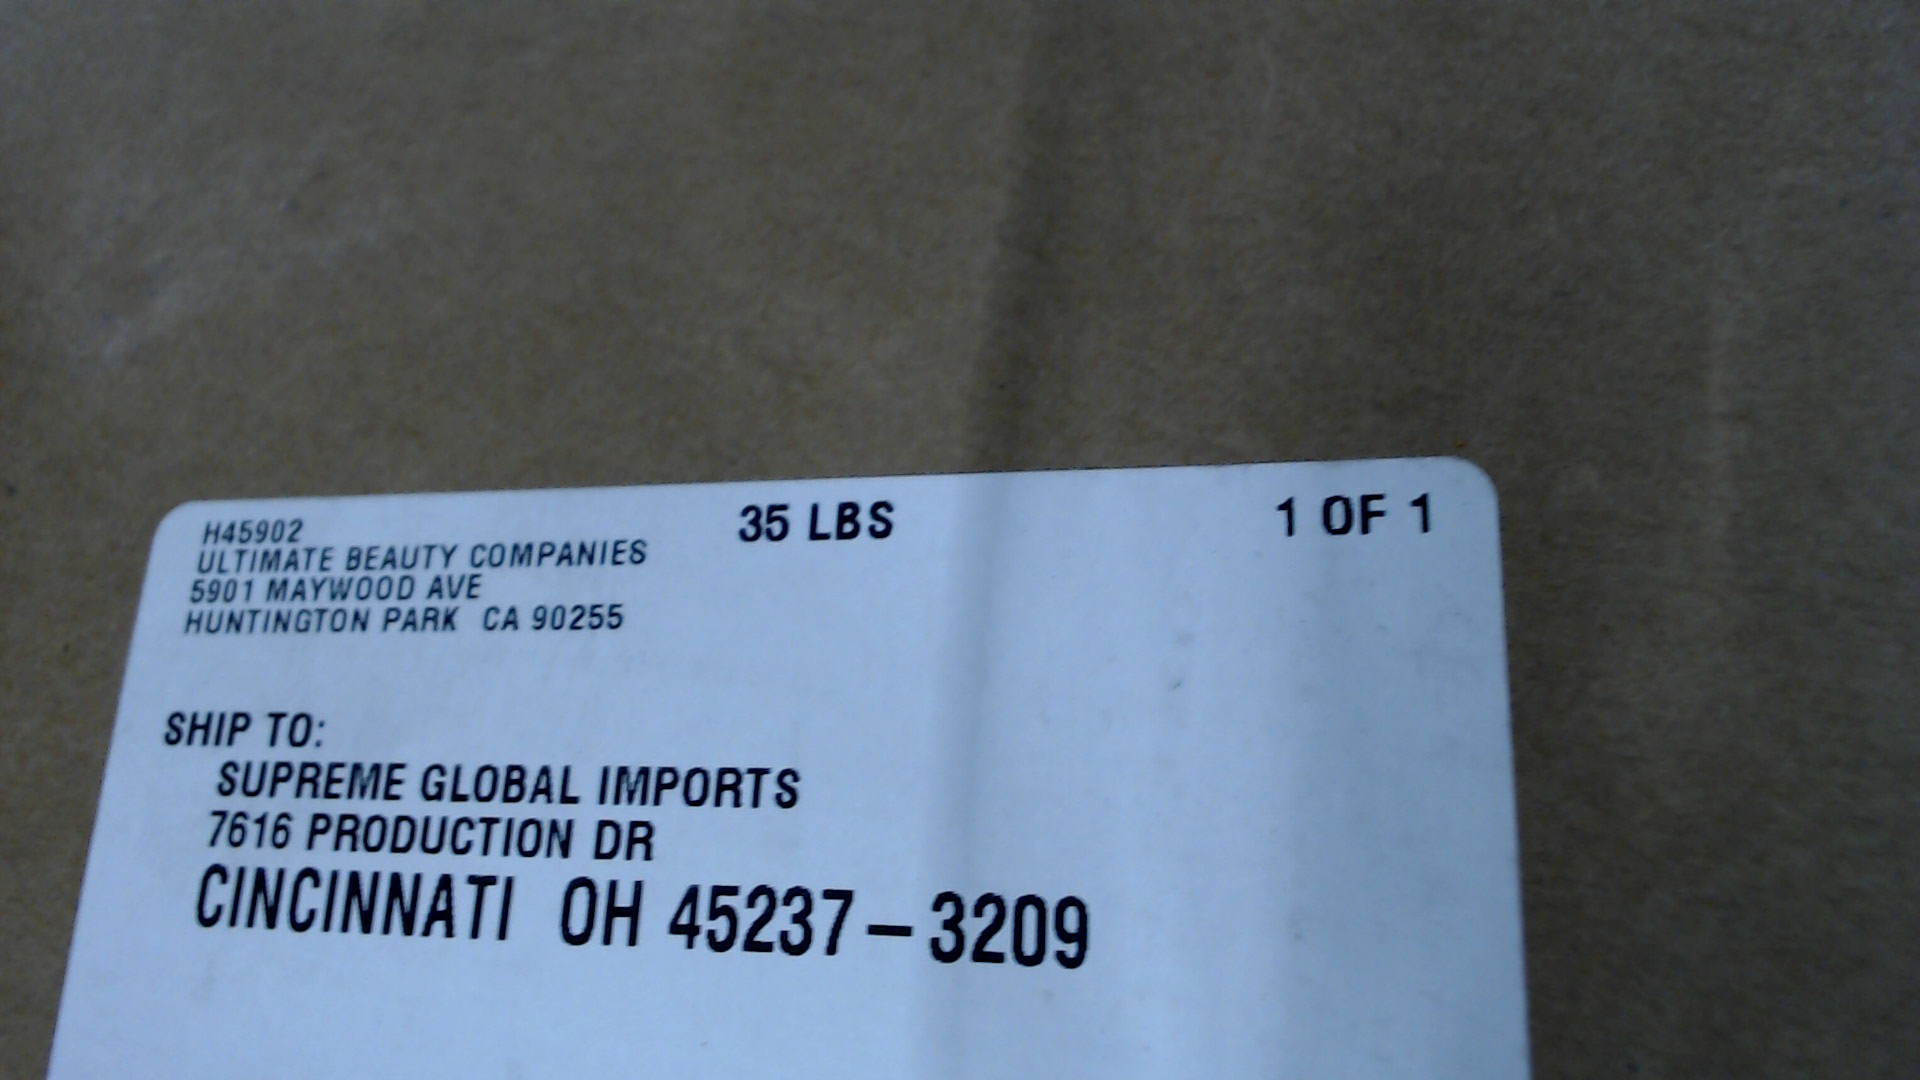 H45902
ULTIMATE BEAUTY COMPANIES
5901 MAYWOOD AVE
HUNTINGTON PARK CA 90255
35 LBS
1 OF 1
SHIP TO:
SUPREME GLOBAL IMPORTS
7616 PRODUCTION DR
CINCINNATI OH 45237-3209